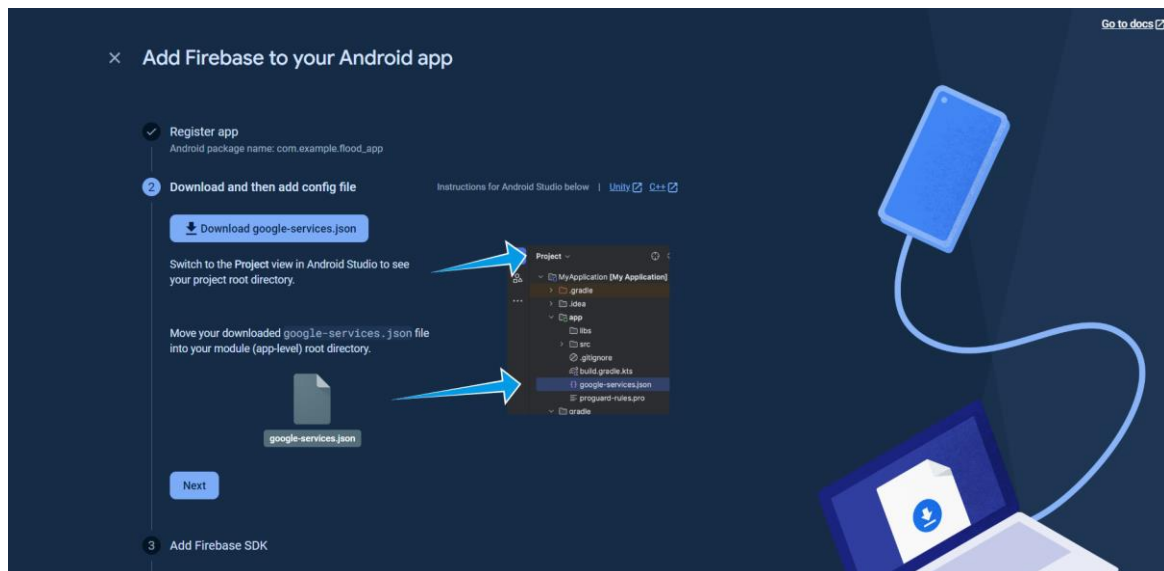 Go to docs
Add Firebase to your Android app
Register app
Android package name: com.example.flood_app
2
Download and then add config file
Instructions for Android Studio below | Unity C++
Download google-services.json
Switch to the Project view in Android Studio to see
your project root directory.
Move your downloaded google-services.json file
into your module (app-level) root directory.
google-services.json
Project
MyApplication [My Application]
.gradle
.idea
app
libs
src
.gitignore
build.gradle.kts
{} google-services.json
proguard-rules.pro
gradle
Next
3
Add Firebase SDK